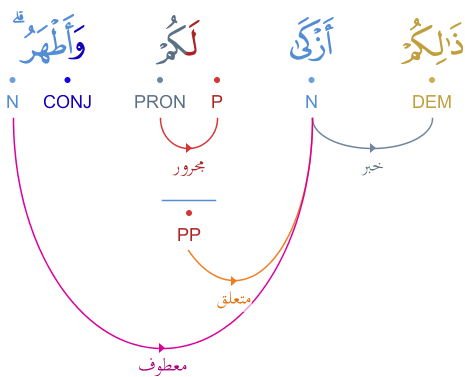 ذَٰلِكُمْ أَزْكَىٰ لَكُمْ وَأَطْهَرُ ۗ
DEM N P PRON CONJ N
مجرور
خبر
PP
متعلق
معطوف